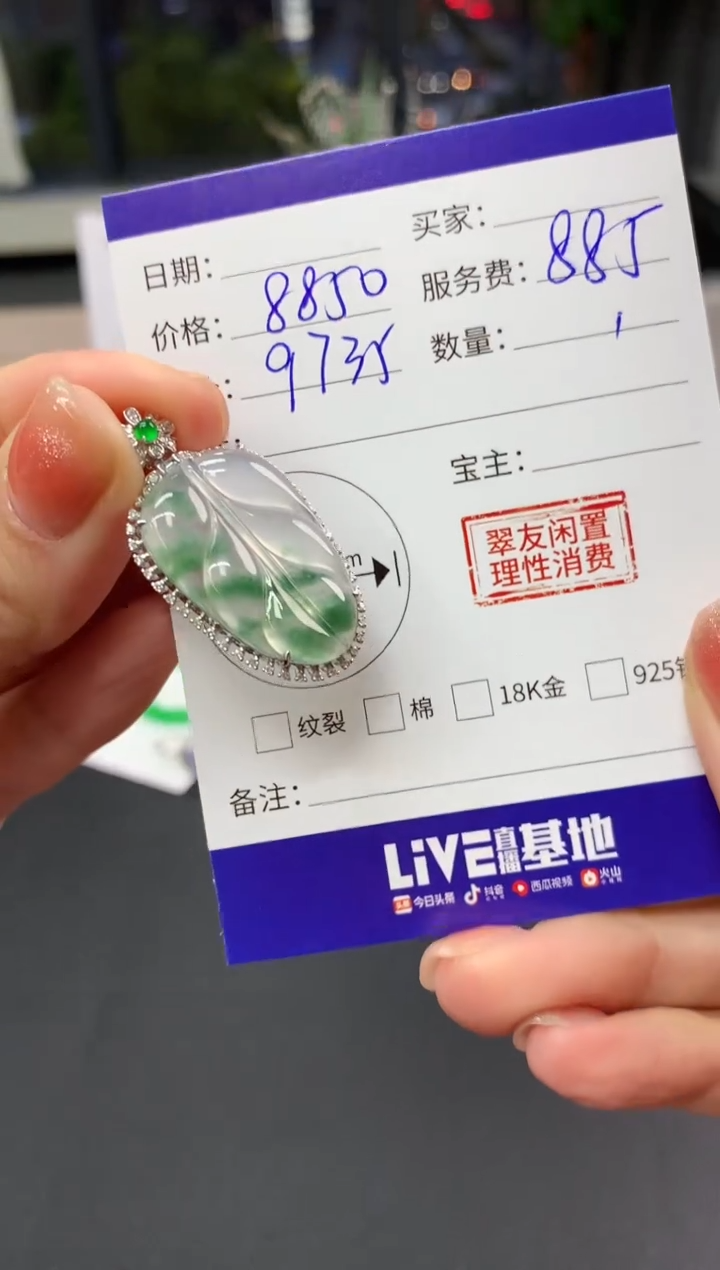 日期：
买家：
价格：8850
服务费：885
：9735
数量：1
：
宝主：
m
翠友闲置
理性消费
纹裂
棉
18K金
925
备注：
LiVE直播基地
头条 今日头条 抖音 西瓜视频 火山